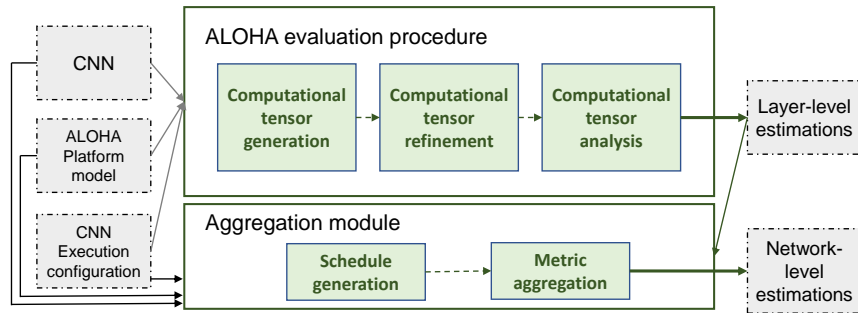 ALOHA evaluation procedure
CNN
Computational
tensor
generation
Computational
tensor
refinement
Computational
tensor
analysis
Layer-level
estimations
ALOHA
Platform
model
CNN
Execution
configuration
Aggregation module
Schedule
generation
Metric
aggregation
Network-
level
estimations